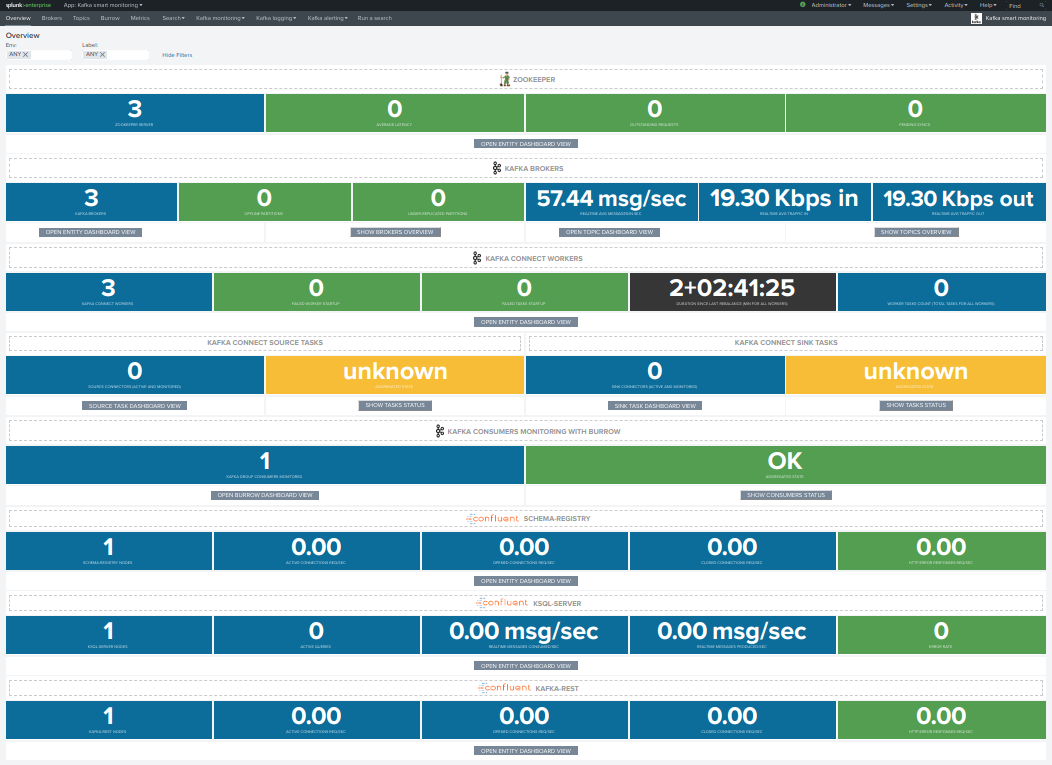 splunk>enterprise App: Kafka smart monitoring Administrator Messages Settings Activity Help Find
Overview Brokers Topics Burrow Metrics Search Kafka monitoring Kafka logging Kafka alerting Run a search Kafka smart monitoring
Overview
Env: Label:
ANY ANY Hide Filters
ZOOKEEPER
3 0 0 0
ZOOKEEPER SERVER AVERAGE LATENCY OUTSTANDING REQUESTS PENDING SYNCS
OPEN ENTITY DASHBOARD VIEW
KAFKA BROKERS
3 0 0 57.44 msg/sec 19.30 Kbps in 19.30 Kbps out
KAFKA BROKERS OFFLINE PARTITIONS UNDER REPLICATED PARTITIONS REALTIME AVG MESSAGES IN SEC REALTIME AVG TRAFFIC IN REALTIME AVG TRAFFIC OUT
OPEN ENTITY DASHBOARD VIEW SHOW BROKERS OVERVIEW OPEN TOPIC DASHBOARD VIEW SHOW TOPICS OVERVIEW
KAFKA CONNECT WORKERS
3 0 0 2+02:41:25 0
KAFKA CONNECT WORKERS FAILED WORKER STARTUP FAILED TASKS STARTUP DURATION SINCE LAST REBALANCE (MIN FOR ALL WORKERS) WORKER TASKS COUNT (TOTAL TASKS FOR ALL WORKERS)
OPEN ENTITY DASHBOARD VIEW
KAFKA CONNECT SOURCE TASKS KAFKA CONNECT SINK TASKS
0 unknown 0 unknown
SOURCE CONNECTORS (ACTIVE AND MONITORED) AGGREGATED STATE SINK CONNECTORS (ACTIVE AND MONITORED) AGGREGATED STATE
SOURCE TASK DASHBOARD VIEW SHOW TASKS STATUS SINK TASK DASHBOARD VIEW SHOW TASKS STATUS
KAFKA CONSUMERS MONITORING WITH BURROW
1 OK
KAFKA GROUP CONSUMERS MONITORED AGGREGATED STATE
OPEN BURROW DASHBOARD VIEW SHOW CONSUMERS STATUS
confluent SCHEMA-REGISTRY
1 0.00 0.00 0.00 0.00
SCHEMA-REGISTRY NODES ACTIVE CONNECTIONS REQ/SEC OPENED CONNECTIONS REQ/SEC CLOSED CONNECTIONS REQ/SEC HTTP ERROR RESPONSES REQ/SEC
OPEN ENTITY DASHBOARD VIEW
confluent KSQL-SERVER
1 0 0.00 msg/sec 0.00 msg/sec 0
KSQL-SERVER NODES ACTIVE QUERIES REALTIME MESSAGES CONSUMED/SEC REALTIME MESSAGES PRODUCED/SEC ERROR RATE
OPEN ENTITY DASHBOARD VIEW
confluent KAFKA-REST
1 0.00 0.00 0.00 0.00
KAFKA-REST NODES ACTIVE CONNECTIONS REQ/SEC OPENED CONNECTIONS REQ/SEC CLOSED CONNECTIONS REQ/SEC HTTP ERROR RESPONSES REQ/SEC
OPEN ENTITY DASHBOARD VIEW